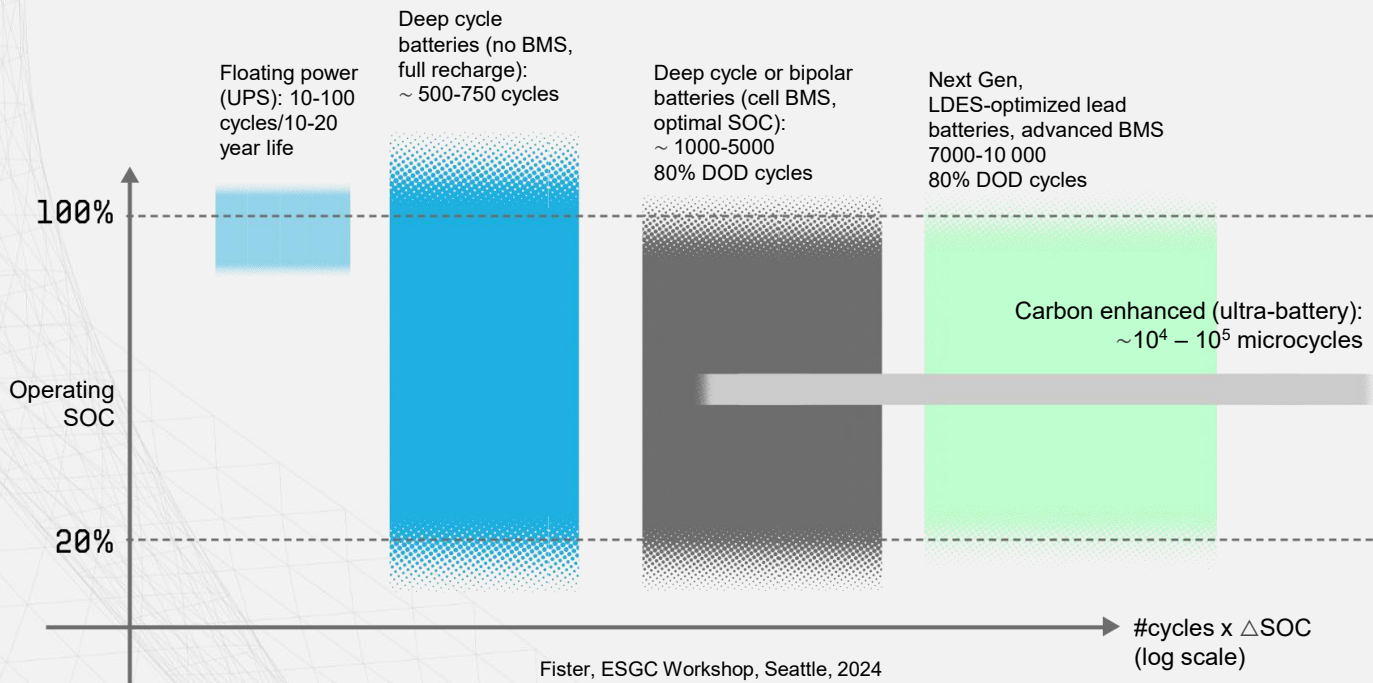 Floating power
(UPS): 10-100
cycles/10-20
year life
Deep cycle
batteries (no BMS,
full recharge):
~ 500-750 cycles
Deep cycle or bipolar
batteries (cell BMS,
optimal SOC):
~ 1000-5000
80% DOD cycles
Next Gen,
LDES-optimized lead
batteries, advanced BMS
7000-10 000
80% DOD cycles
100%
Carbon enhanced (ultra-battery):
~10⁴ – 10⁵ microcycles
Operating
SOC
20%
#cycles x △SOC
(log scale)
Fister, ESGC Workshop, Seattle, 2024